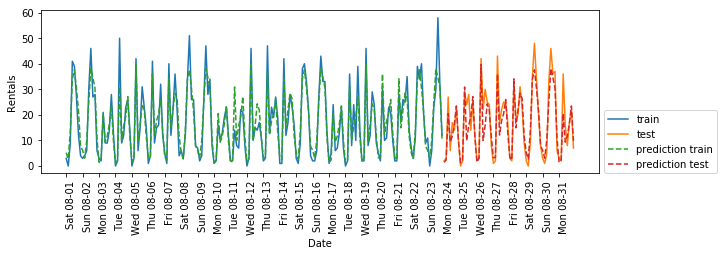 60
50
40
30
20
10
0
Rentals
Sat 08-01
Sun 08-02
Mon 08-03
Tue 08-04
Wed 08-05
Thu 08-06
Fri 08-07
Sat 08-08
Sun 08-09
Mon 08-10
Tue 08-11
Wed 08-12
Thu 08-13
Fri 08-14
Sat 08-15
Sun 08-16
Mon 08-17
Tue 08-18
Wed 08-19
Thu 08-20
Fri 08-21
Sat 08-22
Sun 08-23
Mon 08-24
Tue 08-25
Wed 08-26
Thu 08-27
Fri 08-28
Sat 08-29
Sun 08-30
Mon 08-31
Date
train
test
prediction train
prediction test